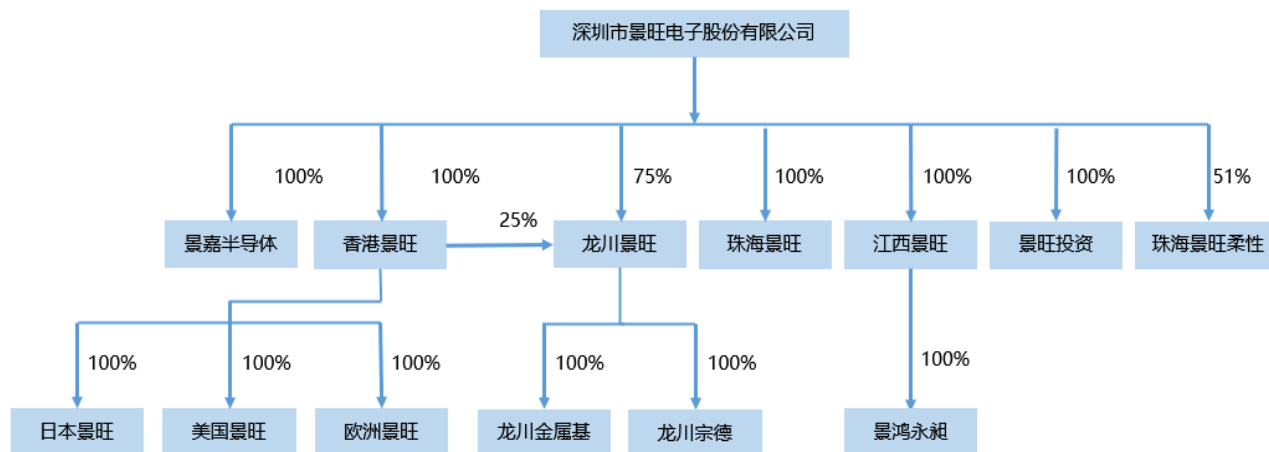 深圳市景旺电子股份有限公司
100%
100%
75%
100%
100%
100%
51%
25%
景嘉半导体
香港景旺
龙川景旺
珠海景旺
江西景旺
景旺投资
珠海景旺柔性
100%
100%
100%
100%
100%
100%
日本景旺
美国景旺
欧洲景旺
龙川金属基
龙川宗德
景鸿永昶